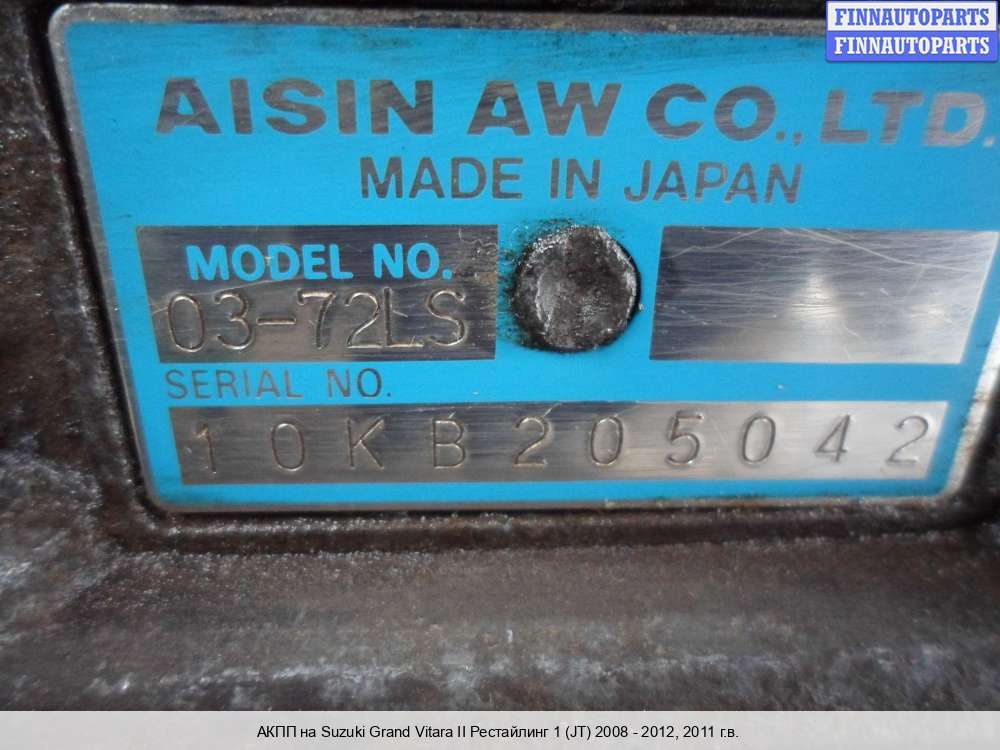 FINNAUTOPARTS
FINNAUTOPARTS
AISIN AW CO., LTD.
MADE IN JAPAN
MODEL NO.
03-72LS
SERIAL NO.
10KB205042
АКПП на Suzuki Grand Vitara II Рестайлинг 1 (JT) 2008 - 2012, 2011 г.в.